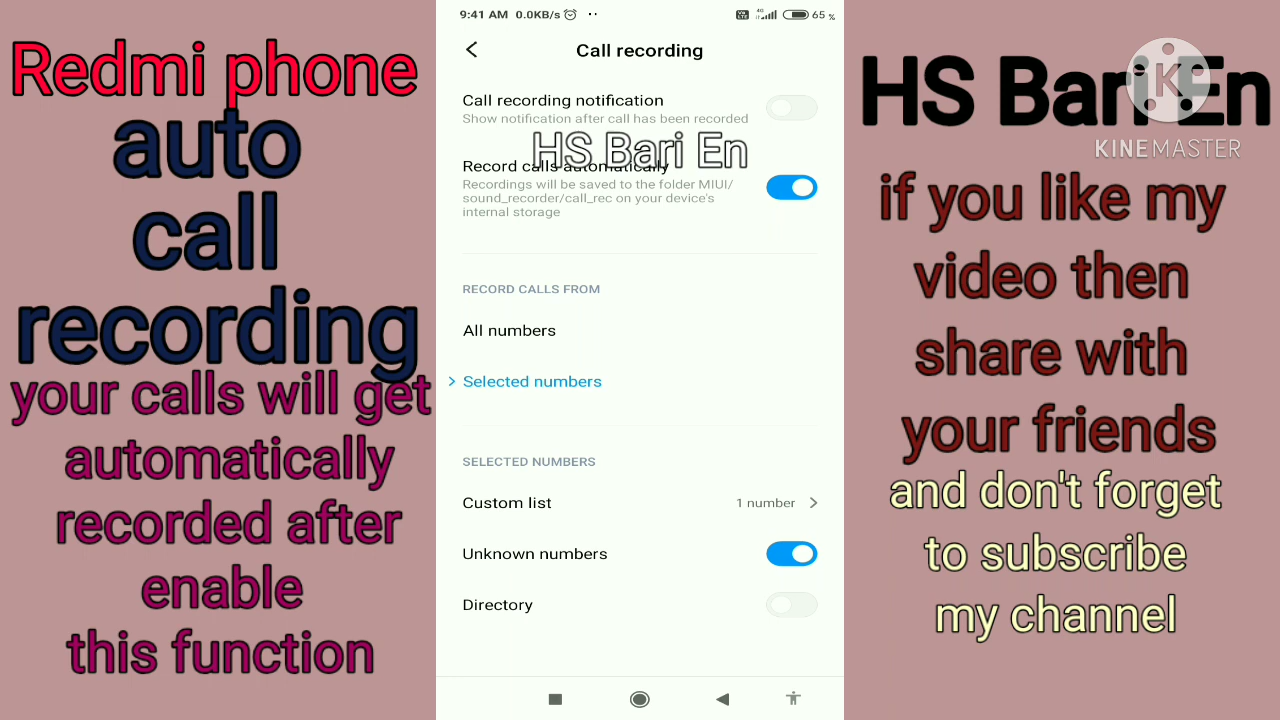 Redmi phone
auto
call
recording
your calls will get
automatically
recorded after
enable
this function
9:41 AM 0.0KB/s
4G
65 %
Call recording
Call recording notification
Show notification after call has been recorded
HS Bari En
Record calls automatically
Recordings will be saved to the folder MIUI/
sound_recorder/call_rec on your device's
internal storage
RECORD CALLS FROM
All numbers
Selected numbers
SELECTED NUMBERS
Custom list 1 number
Unknown numbers
Directory
HS Bari En
K
KINEMASTER
if you like my
video then
share with
your friends
and don't forget
to subscribe
my channel